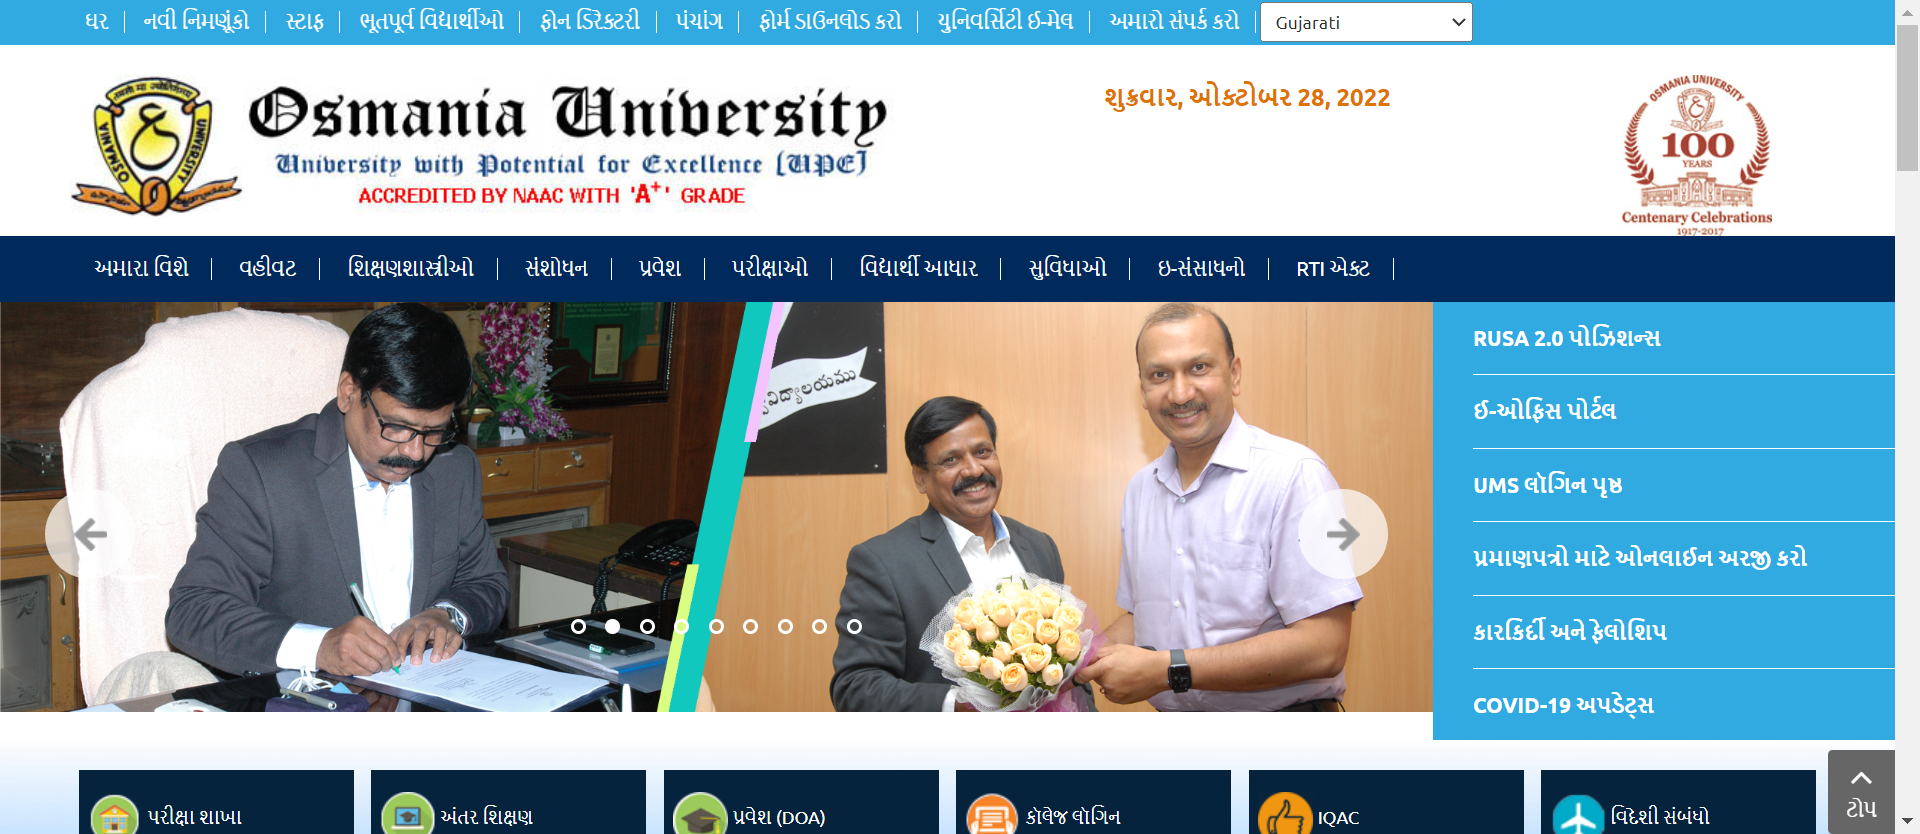 ઘર નવી નિમણૂંકો સ્ટાફ ભૂતપૂર્વ વિદ્યાર્થીઓ ફોન ડિરેક્ટરી પંચાંગ ફોર્મ ડાઉનલોડ કરો યુનિવર્સિટી ઈ-મેલ અમારો સંપર્ક કરો Gujarati
Osmania University
University with Potential for Excellence [UPE]
ACCREDITED BY NAAC WITH 'A+' GRADE
OSMANIA UNIVERSITY
શુક્રવાર, ઓક્ટોબર 28, 2022
OSMANIA UNIVERSITY
100
YEARS
Centenary Celebrations
1917-2017
અમારા વિશે વહીવટ શિક્ષણશાસ્ત્રીઓ સંશોધન પ્રવેશ પરીક્ષાઓ વિદ્યાર્થી આધાર સુવિધાઓ ઇ-સંસાધનો RTI એક્ટ
RUSA 2.0 પોઝિશન્સ
ઈ-ઓફિસ પોર્ટલ
UMS લૉગિન પૃષ્ઠ
પ્રમાણપત્રો માટે ઓનલાઈન અરજી કરો
કારકિર્દી અને ફેલોશિપ
COVID-19 અપડેટ્સ
પરીક્ષા શાખા અંતર શિક્ષણ પ્રવેશ (DOA) કૉલેજ લૉગિન IQAC વિદેશી સંબંધો
ટોપ